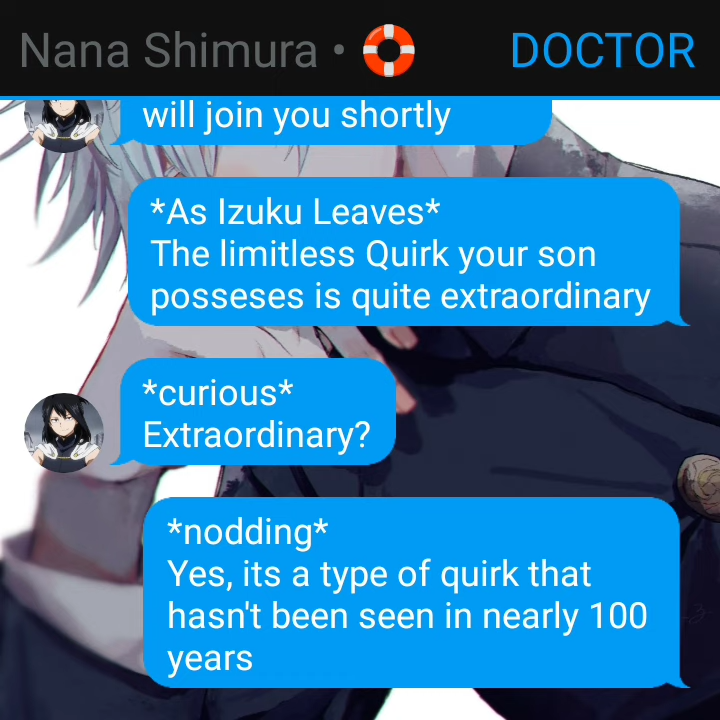 Nana Shimura • DOCTOR
will join you shortly
*As Izuku Leaves*
The limitless Quirk your son
posseses is quite extraordinary
*curious*
Extraordinary?
*nodding*
Yes, its a type of quirk that
hasn't been seen in nearly 100
years